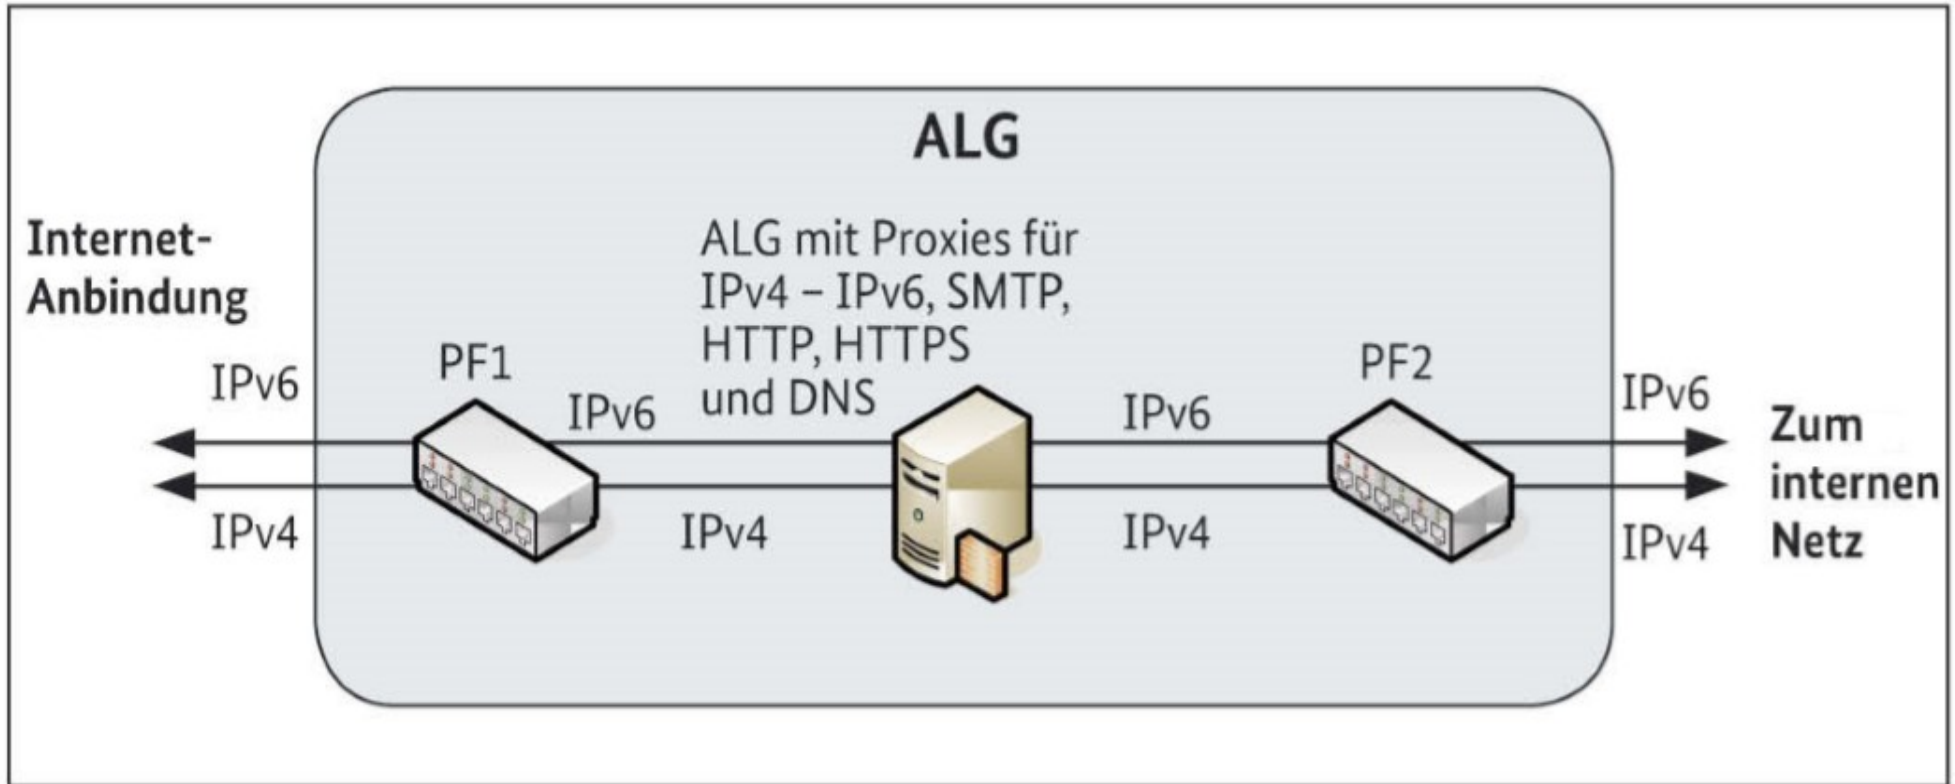 ALG
Internet-
Anbindung
ALG mit Proxies für
IPv4 – IPv6, SMTP,
HTTP, HTTPS
und DNS
PF1
PF2
IPv6
IPv6
IPv6
IPv6
IPv4
IPv4
IPv4
IPv4
Zum
internen
Netz